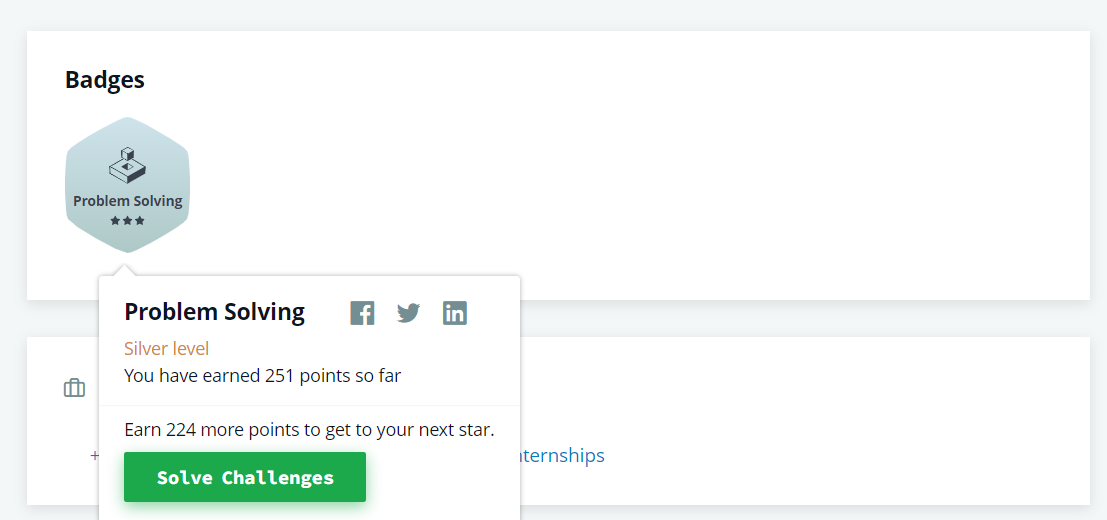 Badges
Problem Solving
Problem Solving
Silver level
You have earned 251 points so far
Earn 224 more points to get to your next star.
+
nternships
Solve Challenges